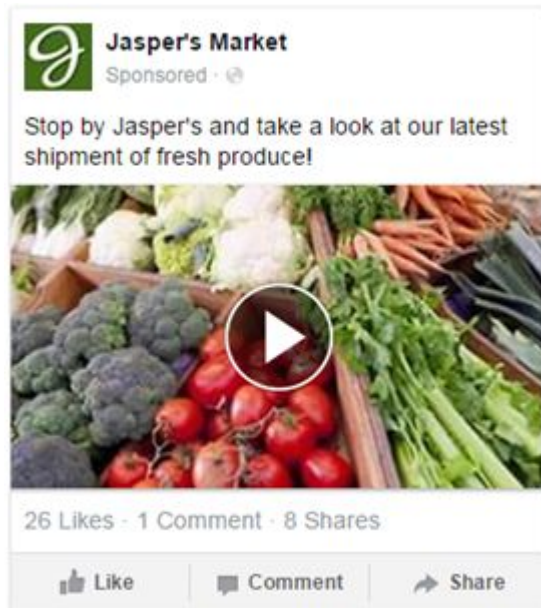 Jasper's Market
Sponsored ·
Stop by Jasper's and take a look at our latest
shipment of fresh produce!
26 Likes · 1 Comment · 8 Shares
Like Comment Share